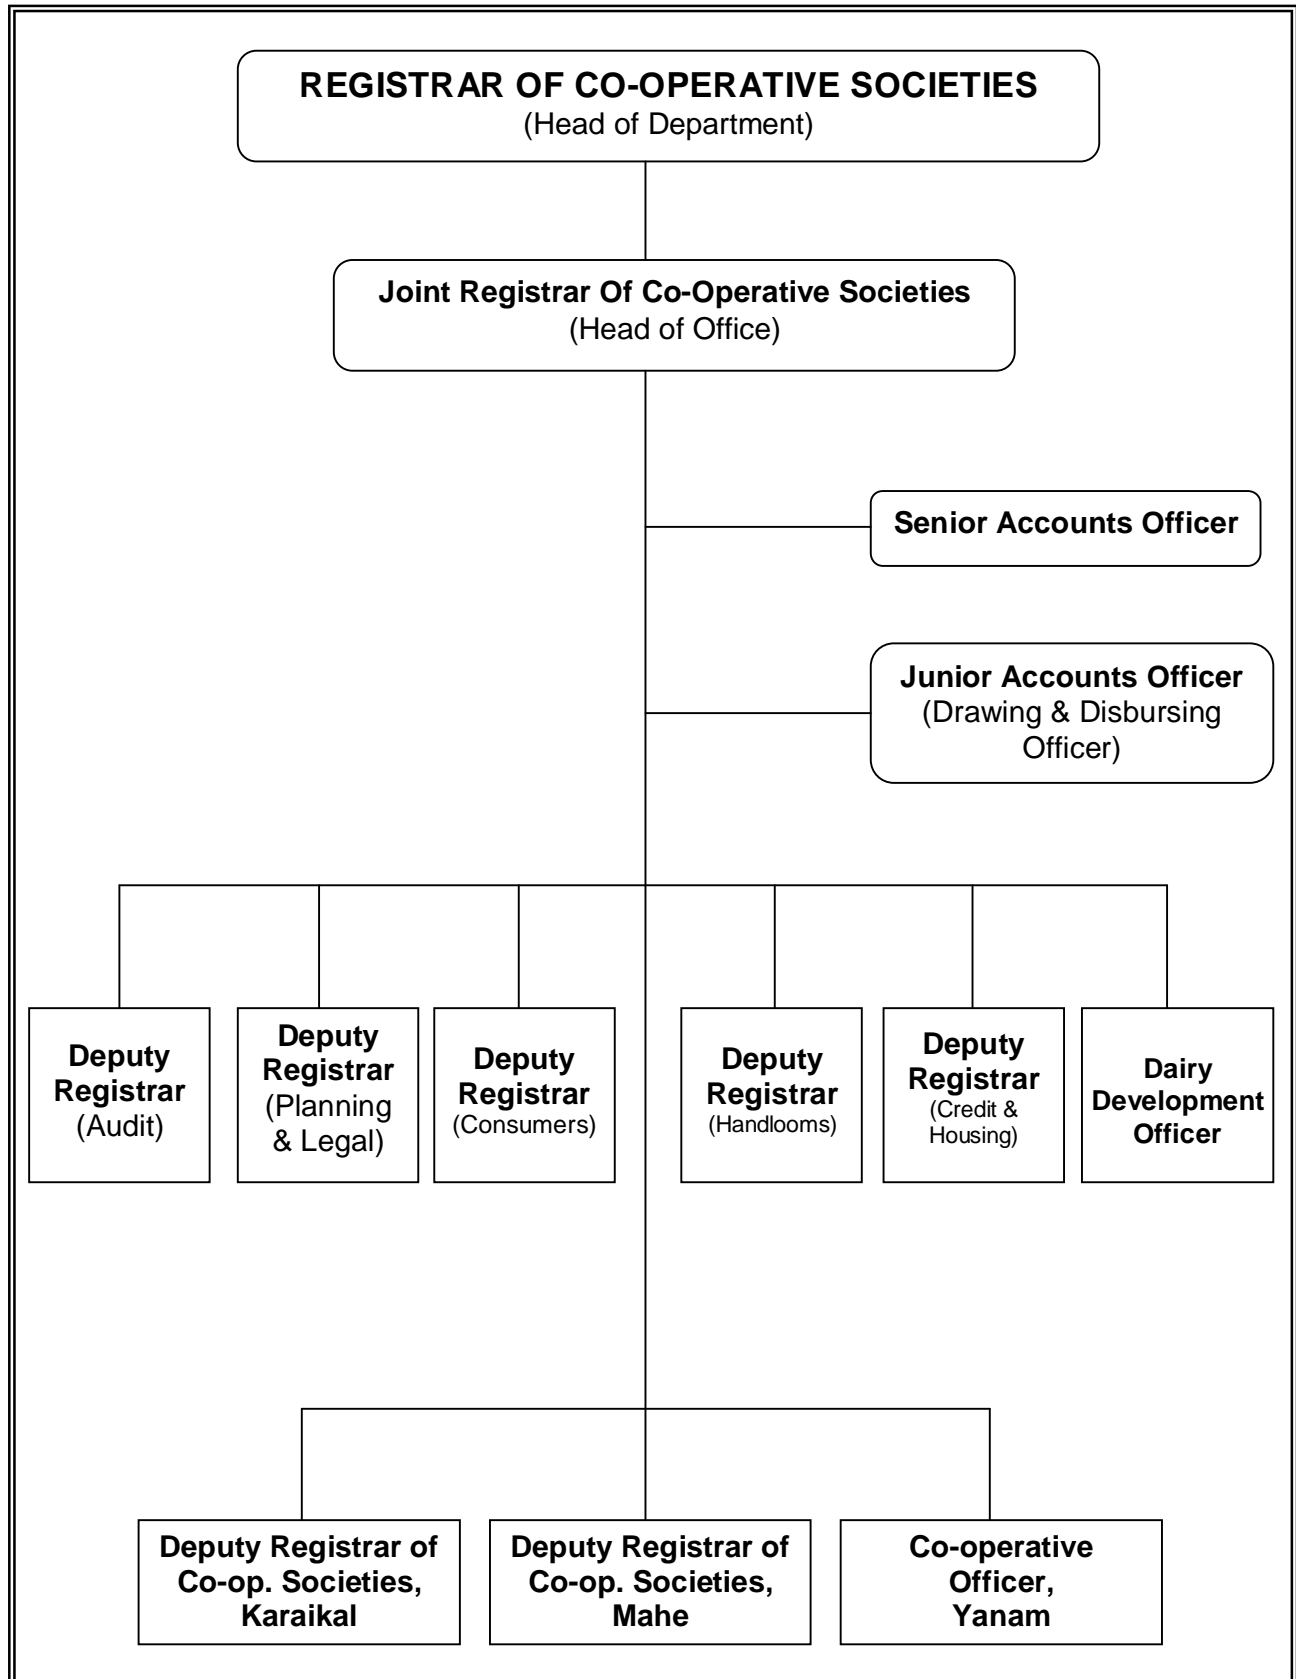 REGISTRAR OF CO-OPERATIVE SOCIETIES
(Head of Department)
Joint Registrar Of Co-Operative Societies
(Head of Office)
Senior Accounts Officer
Junior Accounts Officer
(Drawing & Disbursing
Officer)
Deputy
Registrar
(Audit)
Deputy
Registrar
(Planning
& Legal)
Deputy
Registrar
(Consumers)
Deputy
Registrar
(Handlooms)
Deputy
Registrar
(Credit &
Housing)
Dairy
Development
Officer
Deputy Registrar of
Co-op. Societies,
Karaikal
Deputy Registrar of
Co-op. Societies,
Mahe
Co-operative
Officer,
Yanam